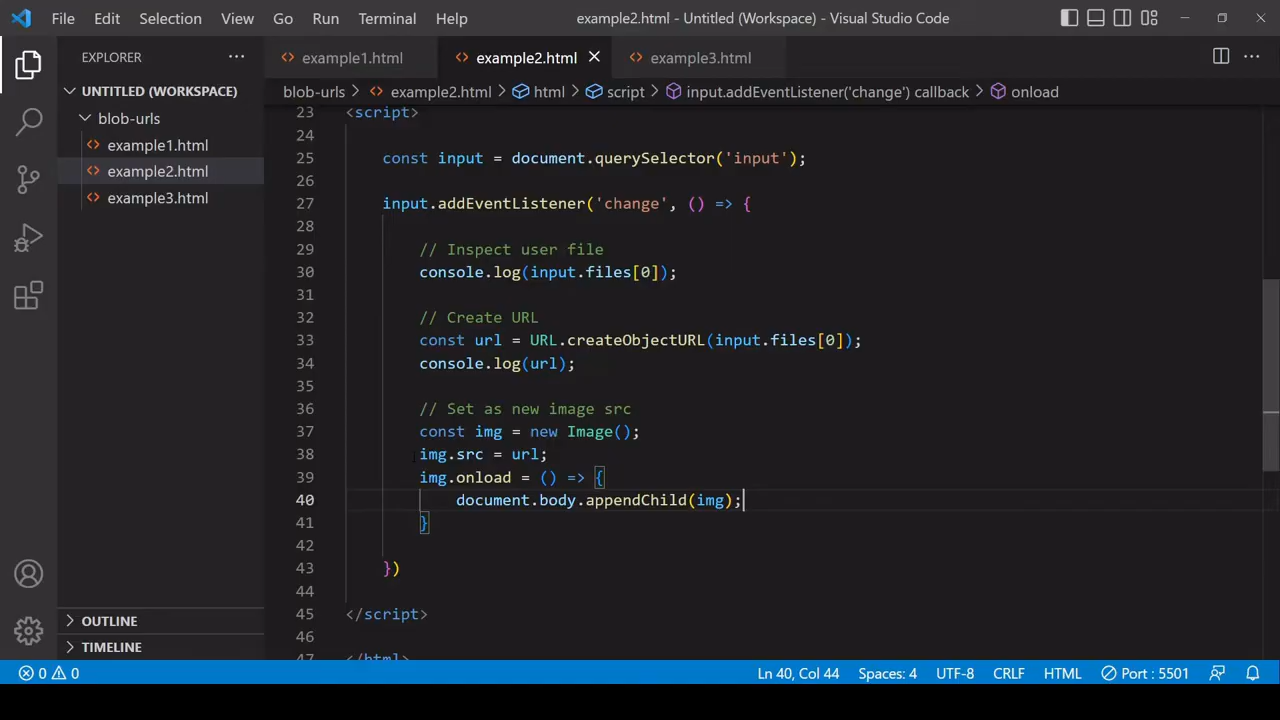 File Edit Selection View Go Run Terminal Help example2.html - Untitled (Workspace) - Visual Studio Code
EXPLORER
UNTITLED (WORKSPACE)
blob-urls
example1.html
example2.html
example3.html
OUTLINE
TIMELINE
example1.html example2.html example3.html
blob-urls example2.html html script input.addEventListener('change') callback onload
23 <script>
24
25 const input = document.querySelector('input');
26
27 input.addEventListener('change', () => {
28
29 // Inspect user file
30 console.log(input.files[0]);
31
32 // Create URL
33 const url = URL.createObjectURL(input.files[0]);
34 console.log(url);
35
36 // Set as new image src
37 const img = new Image();
38 img.src = url;
39 img.onload = () => {
40 document.body.appendChild(img);
41 }
42
43 })
44
45 </script>
46
47 </html>
0 0 Ln 40, Col 44 Spaces: 4 UTF-8 CRLF HTML Port : 5501